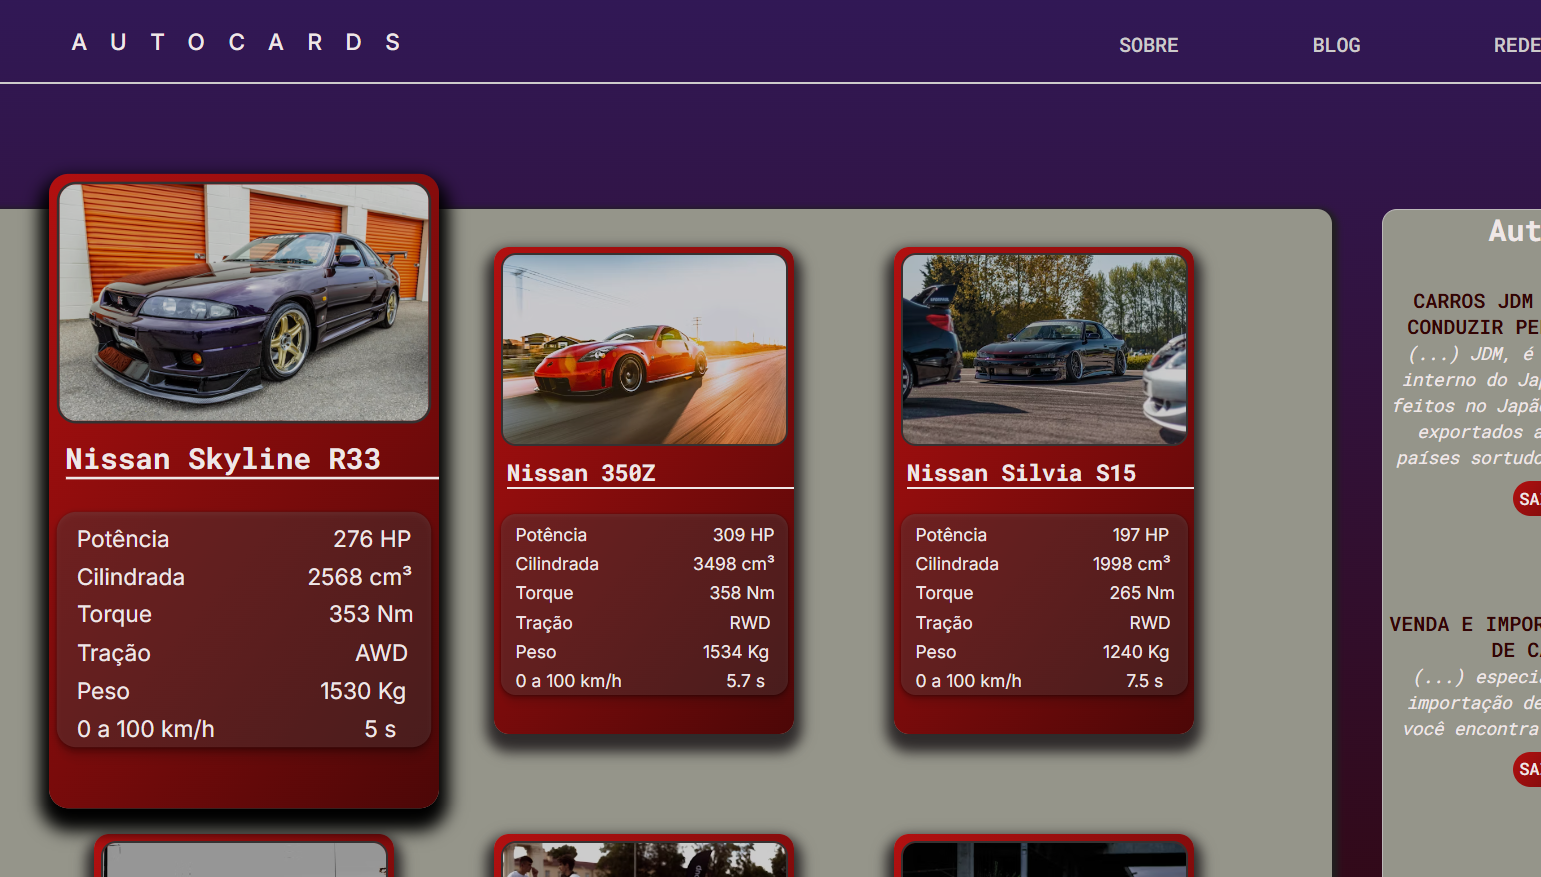 AUTOCARDS
SOBRE
BLOG
REDE
Nissan Skyline R33
Potência 276 HP
Cilindrada 2568 cm³
Torque 353 Nm
Tração AWD
Peso 1530 Kg
0 a 100 km/h 5 s
Nissan 350Z
Potência 309 HP
Cilindrada 3498 cm³
Torque 358 Nm
Tração RWD
Peso 1534 Kg
0 a 100 km/h 5.7 s
Nissan Silvia S15
Potência 197 HP
Cilindrada 1998 cm³
Torque 265 Nm
Tração RWD
Peso 1240 Kg
0 a 100 km/h 7.5 s
Aut
CARROS JDM
CONDUZIR PE
(...) JDM, é
interno do Jap
feitos no Japão
exportados a
países sortudo
SA
VENDA E IMPOR
DE C
(...) especia
importação de
você encontra
SA